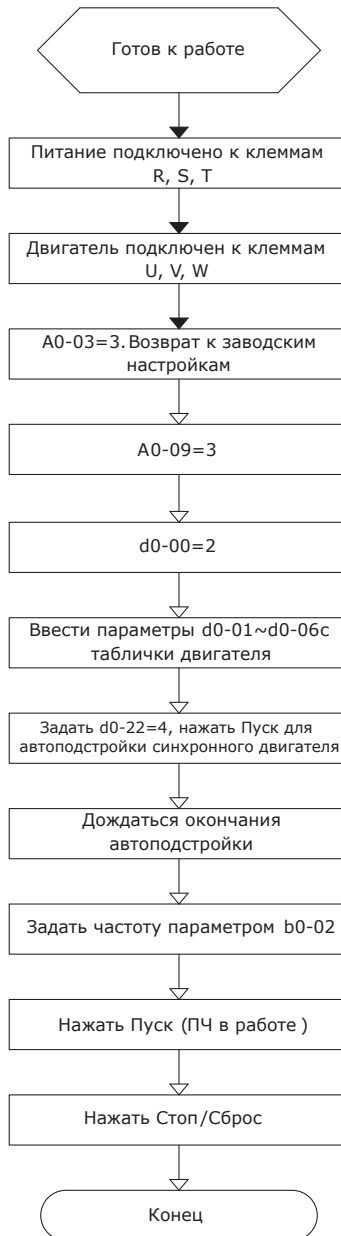 Готов к работе
Питание подключено к клеммам
R, S, T
Двигатель подключен к клеммам
U, V, W
A0-03=3.Возврат к заводским
настройкам
A0-09=3
d0-00=2
Ввести параметры d0-01~d0-06с
таблички двигателя
Задать d0-22=4, нажать Пуск для
автоподстройки синхронного двигателя
Дождаться окончания
автоподстройки
Задать частоту параметром b0-02
Нажать Пуск (ПЧ в работе )
Нажать Стоп/Сброс
Конец